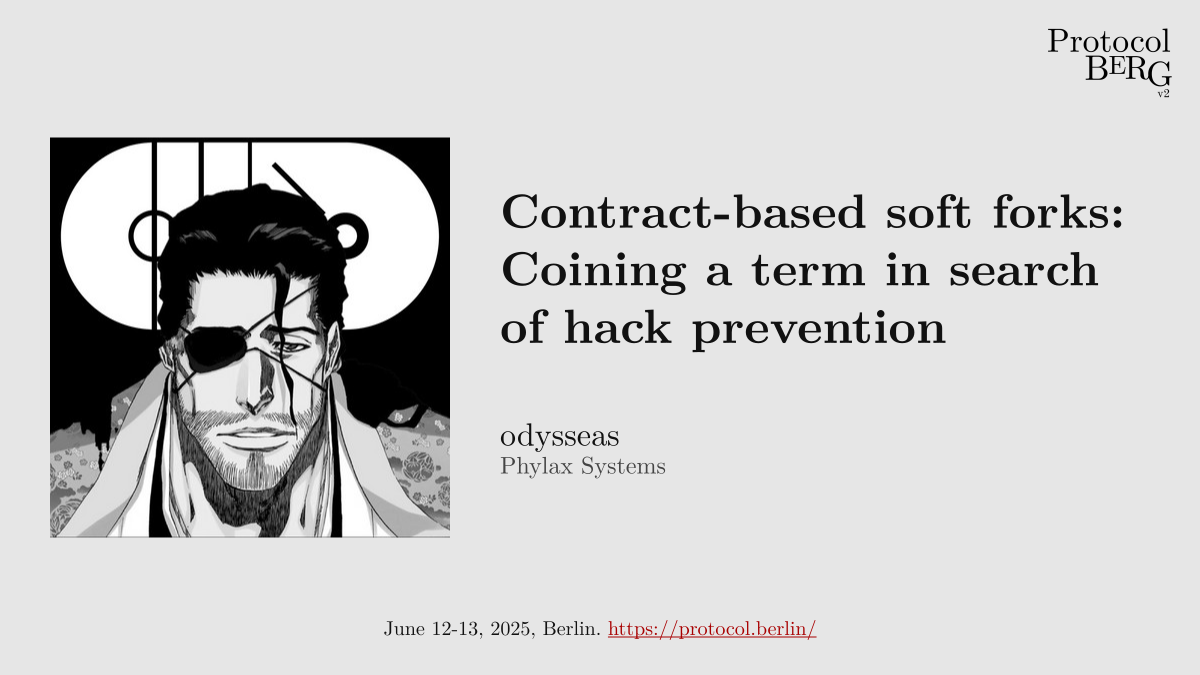 Protocol
BERG
v2
Contract-based soft forks:
Coining a term in search
of hack prevention
odysseas
Phylax Systems
June 12-13, 2025, Berlin. https://protocol.berlin/